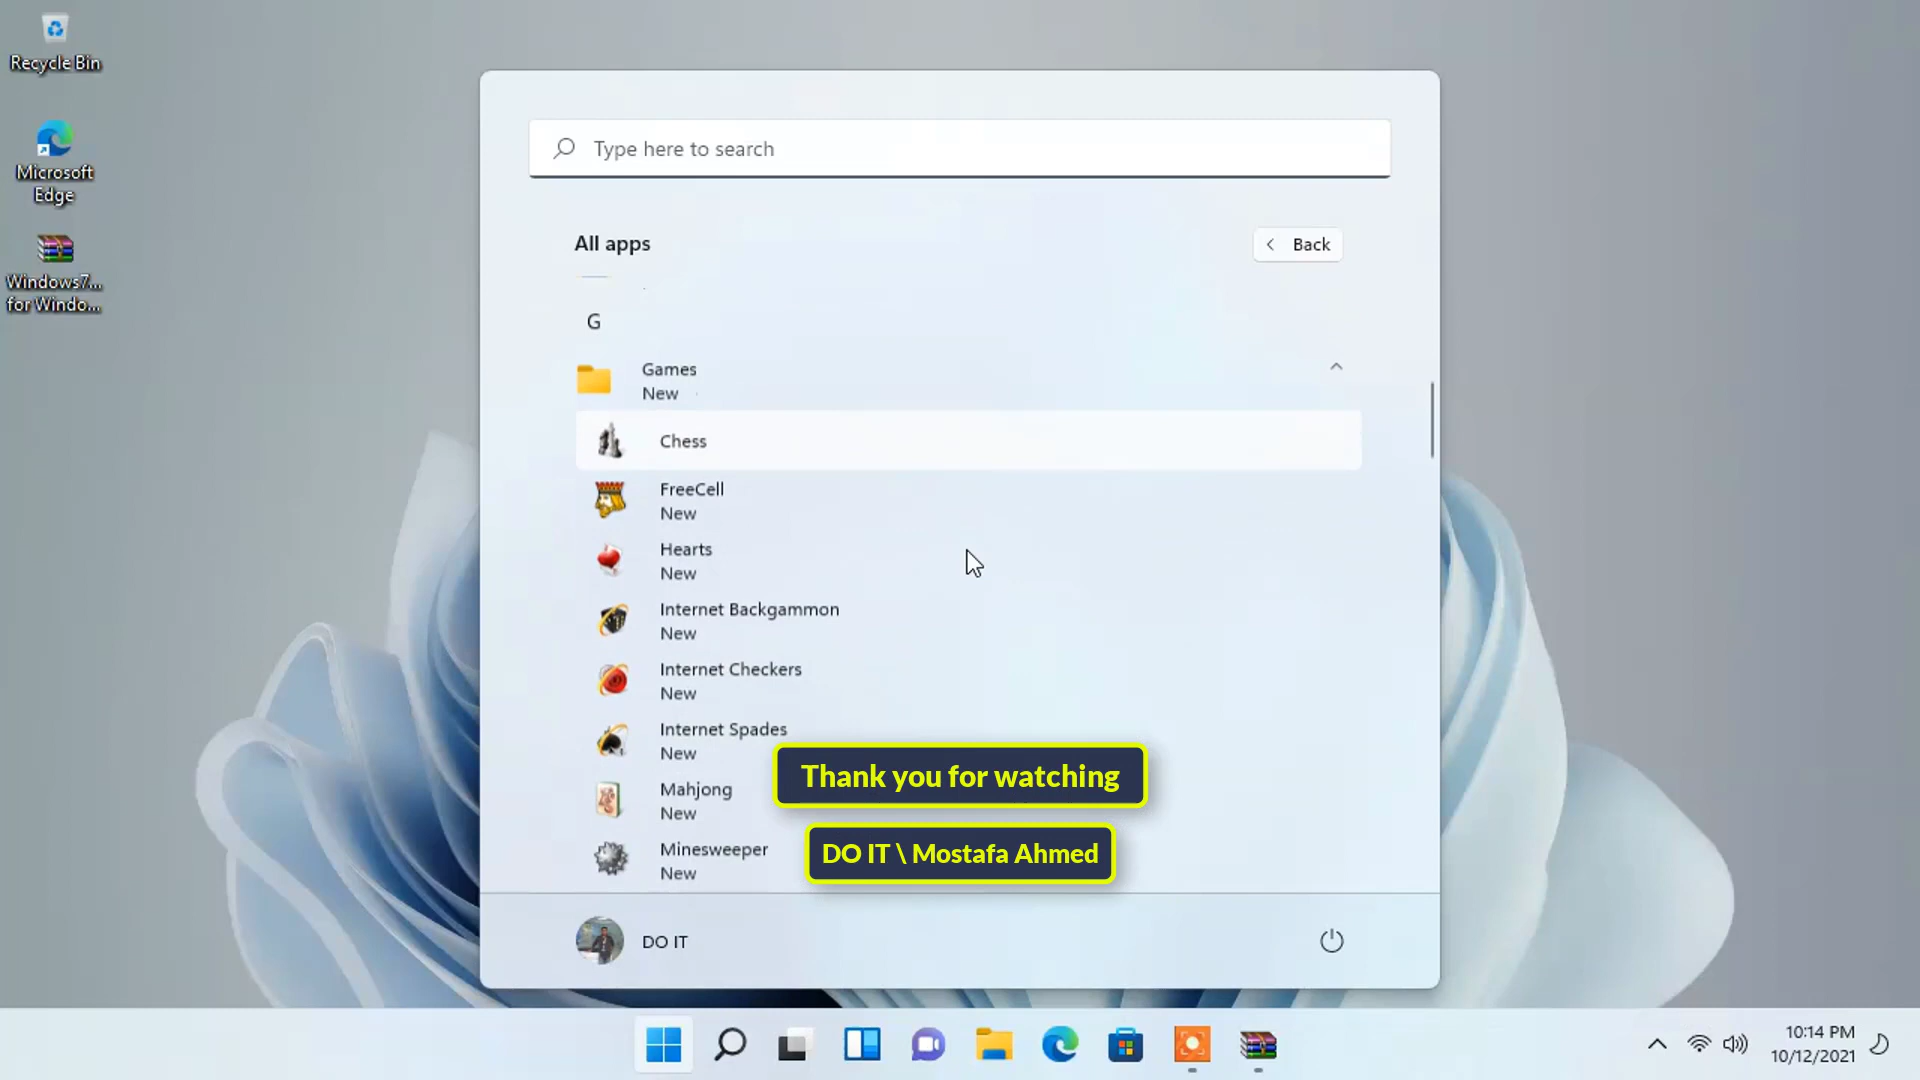 Recycle Bin
Microsoft
Edge
Windows7...
for Windo...
Type here to search
All apps
Back
G
Games
New
Chess
FreeCell
New
Hearts
New
Internet Backgammon
New
Internet Checkers
New
Internet Spades
New
Mahjong
New
Minesweeper
New
Thank you for watching
DO IT \ Mostafa Ahmed
DO IT
10:14 PM
10/12/2021